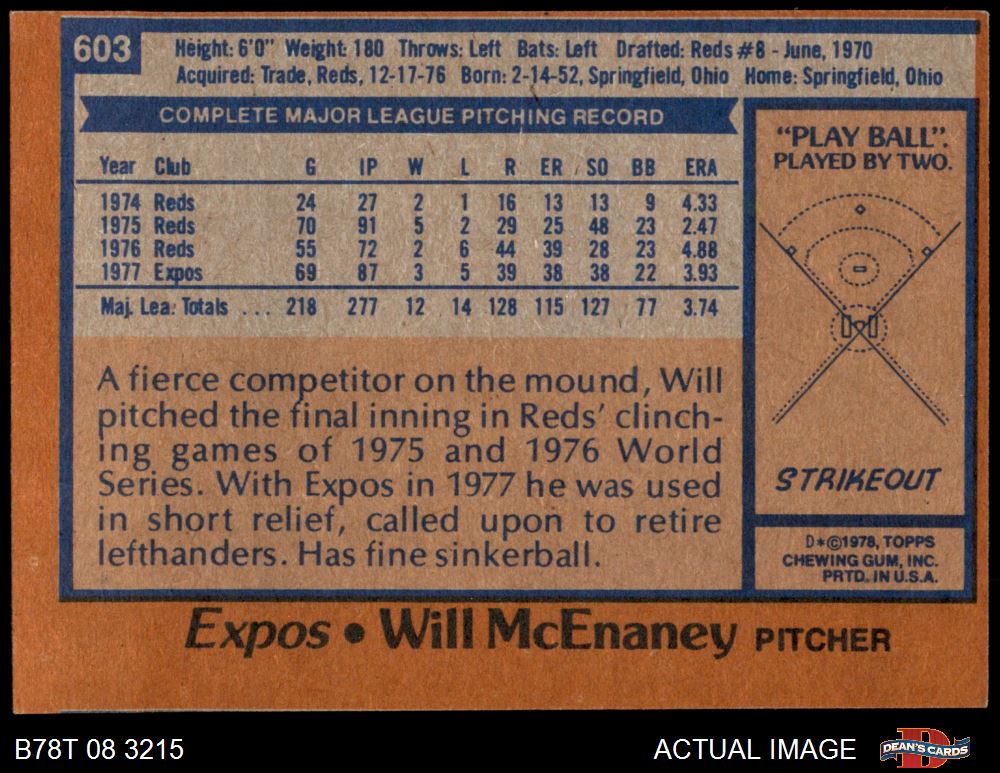 603
Height: 6'0" Weight: 180 Throws: Left Bats: Left Drafted: Reds #8 - June, 1970
Acquired: Trade, Reds, 12-17-76 Born: 2-14-52, Springfield, Ohio Home: Springfield, Ohio
COMPLETE MAJOR LEAGUE PITCHING RECORD
Year Club G IP W L R ER SO BB ERA
1974 Reds 24 27 2 1 16 13 13 9 4.33
1975 Reds 70 91 5 2 29 25 48 23 2.47
1976 Reds 55 72 2 6 44 39 28 23 4.88
1977 Expos 69 87 3 5 39 38 38 22 3.93
Maj. Lea. Totals ... 218 277 12 14 128 115 127 77 3.74
A fierce competitor on the mound, Will
pitched the final inning in Reds' clinch-
ing games of 1975 and 1976 World
Series. With Expos in 1977 he was used
in short relief, called upon to retire
lefthanders. Has fine sinkerball.
"PLAY BALL".
PLAYED BY TWO.
STRIKEOUT
D*©1978, TOPPS
CHEWING GUM, INC.
PRTD. IN U.S.A.
Expos • Will McEnaney PITCHER
B78T 08 3215
ACTUAL IMAGE
DEAN'S CARDS